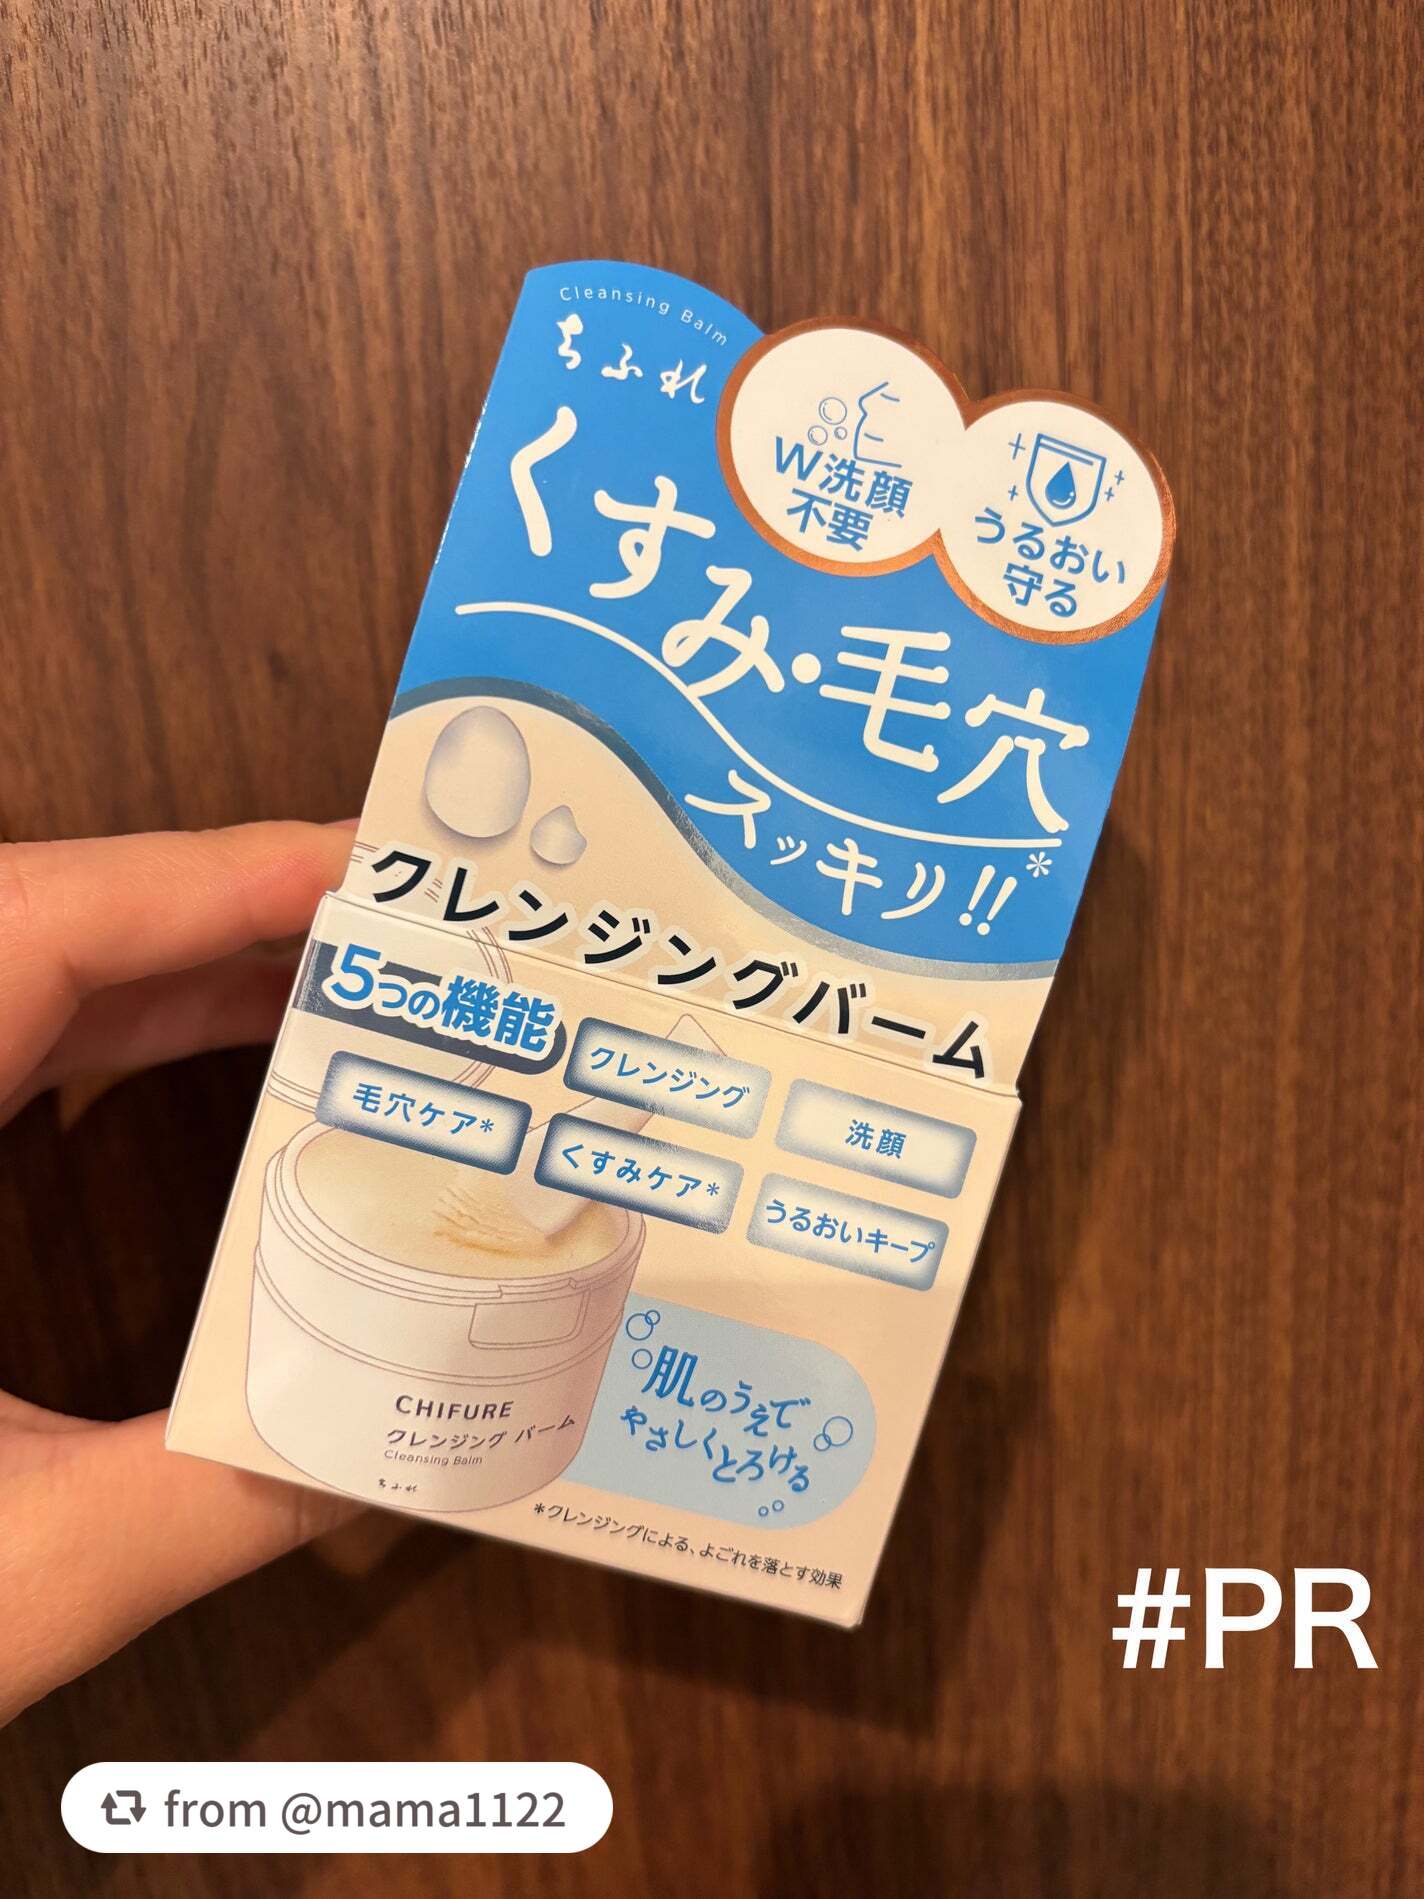 Cleansing Balm
ちふれ
W洗顔
不要
うるおい
守る
くすみ・毛穴
スッキリ!!*
クレンジングバーム
5つの機能
クレンジング
洗顔
毛穴ケア*
くすみケア*
うるおいキープ
CHIFURE
クレンジング バーム
Cleansing Balm
ちふれ
肌のうえで
やさしくとろける
*クレンジングによる、よごれを落とす効果
#PR
from @mama1122